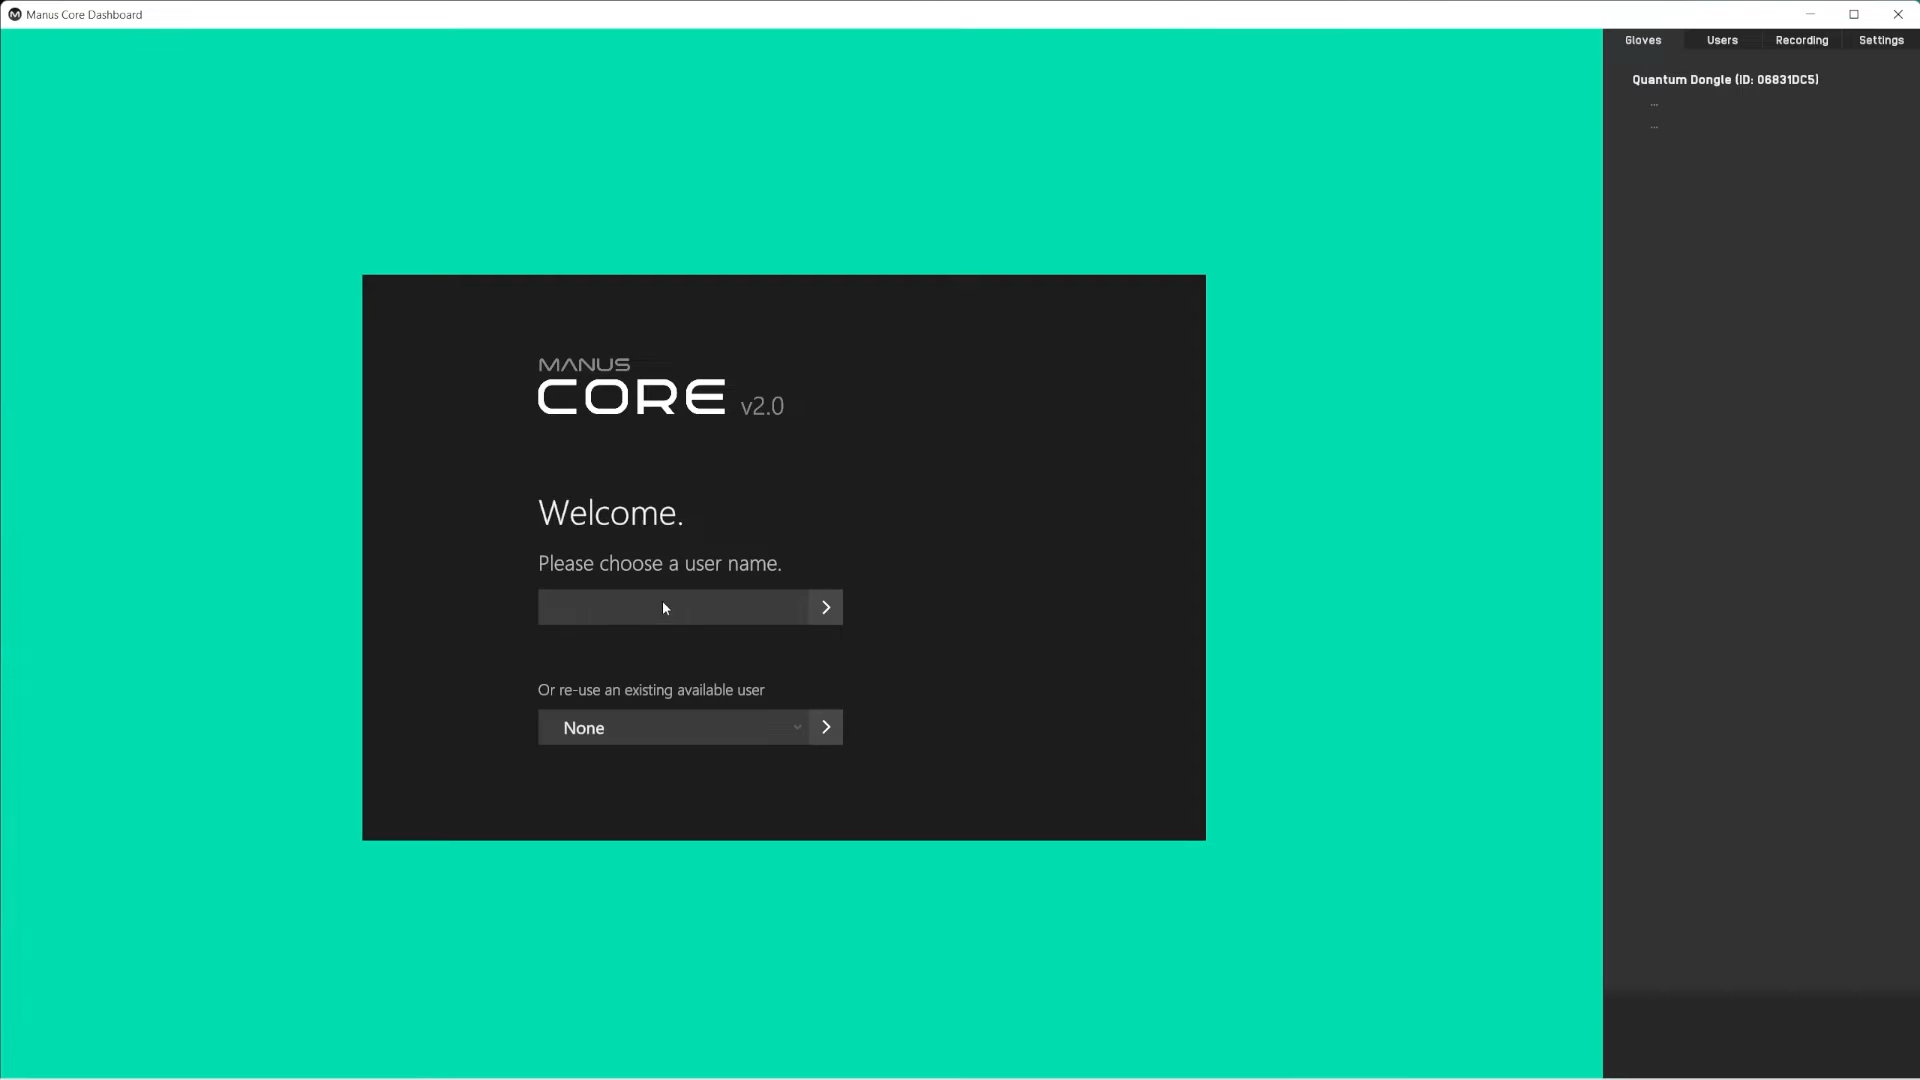 Manus Core Dashboard
Gloves Users Recording Settings
Quantum Dongle (ID: 06831DC5)
...
...
MANUS
CORE v2.0
Welcome.
Please choose a user name.
Or re-use an existing available user
None